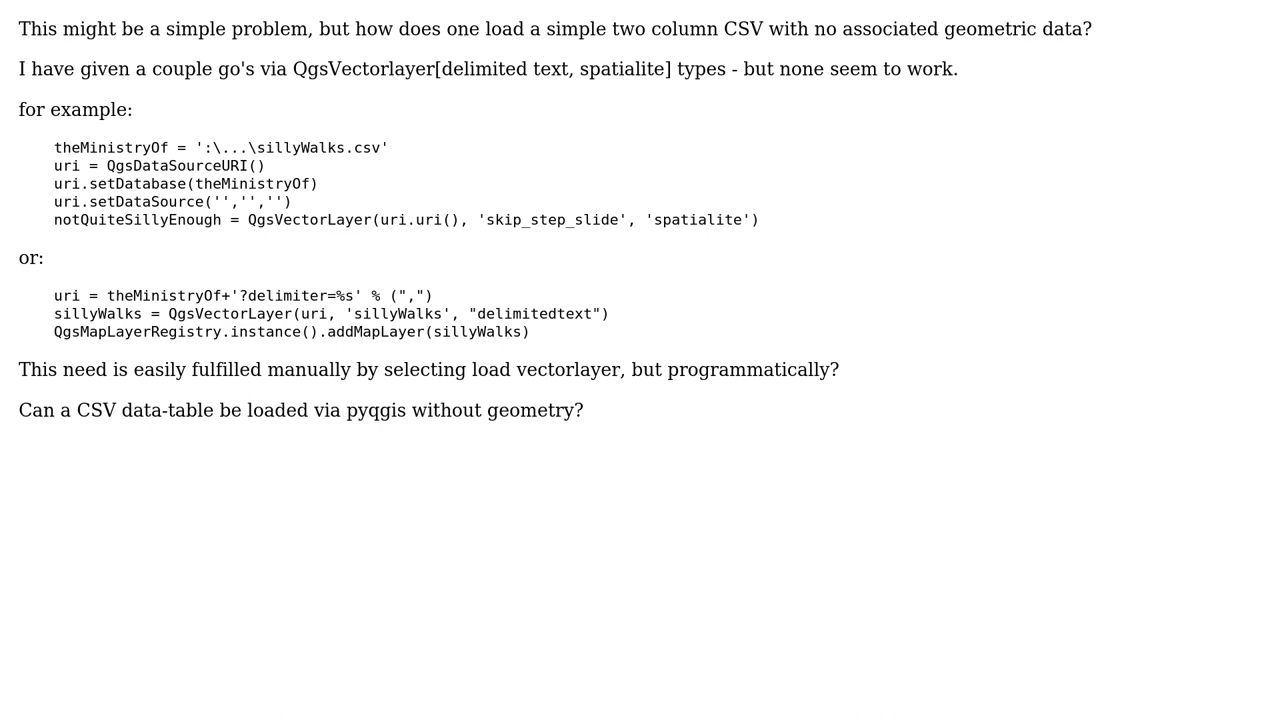 This might be a simple problem, but how does one load a simple two column CSV with no associated geometric data?
I have given a couple go's via QgsVectorlayer[delimited text, spatialite] types - but none seem to work.
for example:
theMinistryOf = ':\...\sillyWalks.csv'
uri = QgsDataSourceURI()
uri.setDatabase(theMinistryOf)
uri.setDataSource('','','')
notQuiteSillyEnough = QgsVectorLayer(uri.uri(), 'skip_step_slide', 'spatialite')
or:
uri = theMinistryOf+'?delimiter=%s' % (",")
sillyWalks = QgsVectorLayer(uri, 'sillyWalks', "delimitedtext")
QgsMapLayerRegistry.instance().addMapLayer(sillyWalks)
This need is easily fulfilled manually by selecting load vectorlayer, but programmatically?
Can a CSV data-table be loaded via pyqgis without geometry?